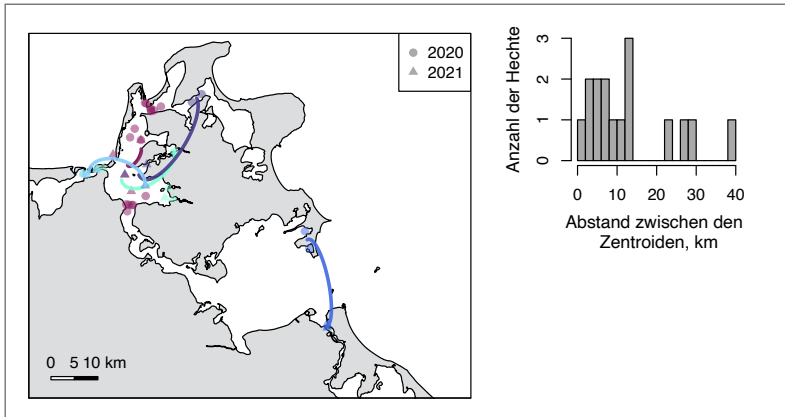 2020
2021
0 5 10 km
Anzahl der Hechte
3
2
1
0
0 10 20 30 40
Abstand zwischen den
Zentroiden, km